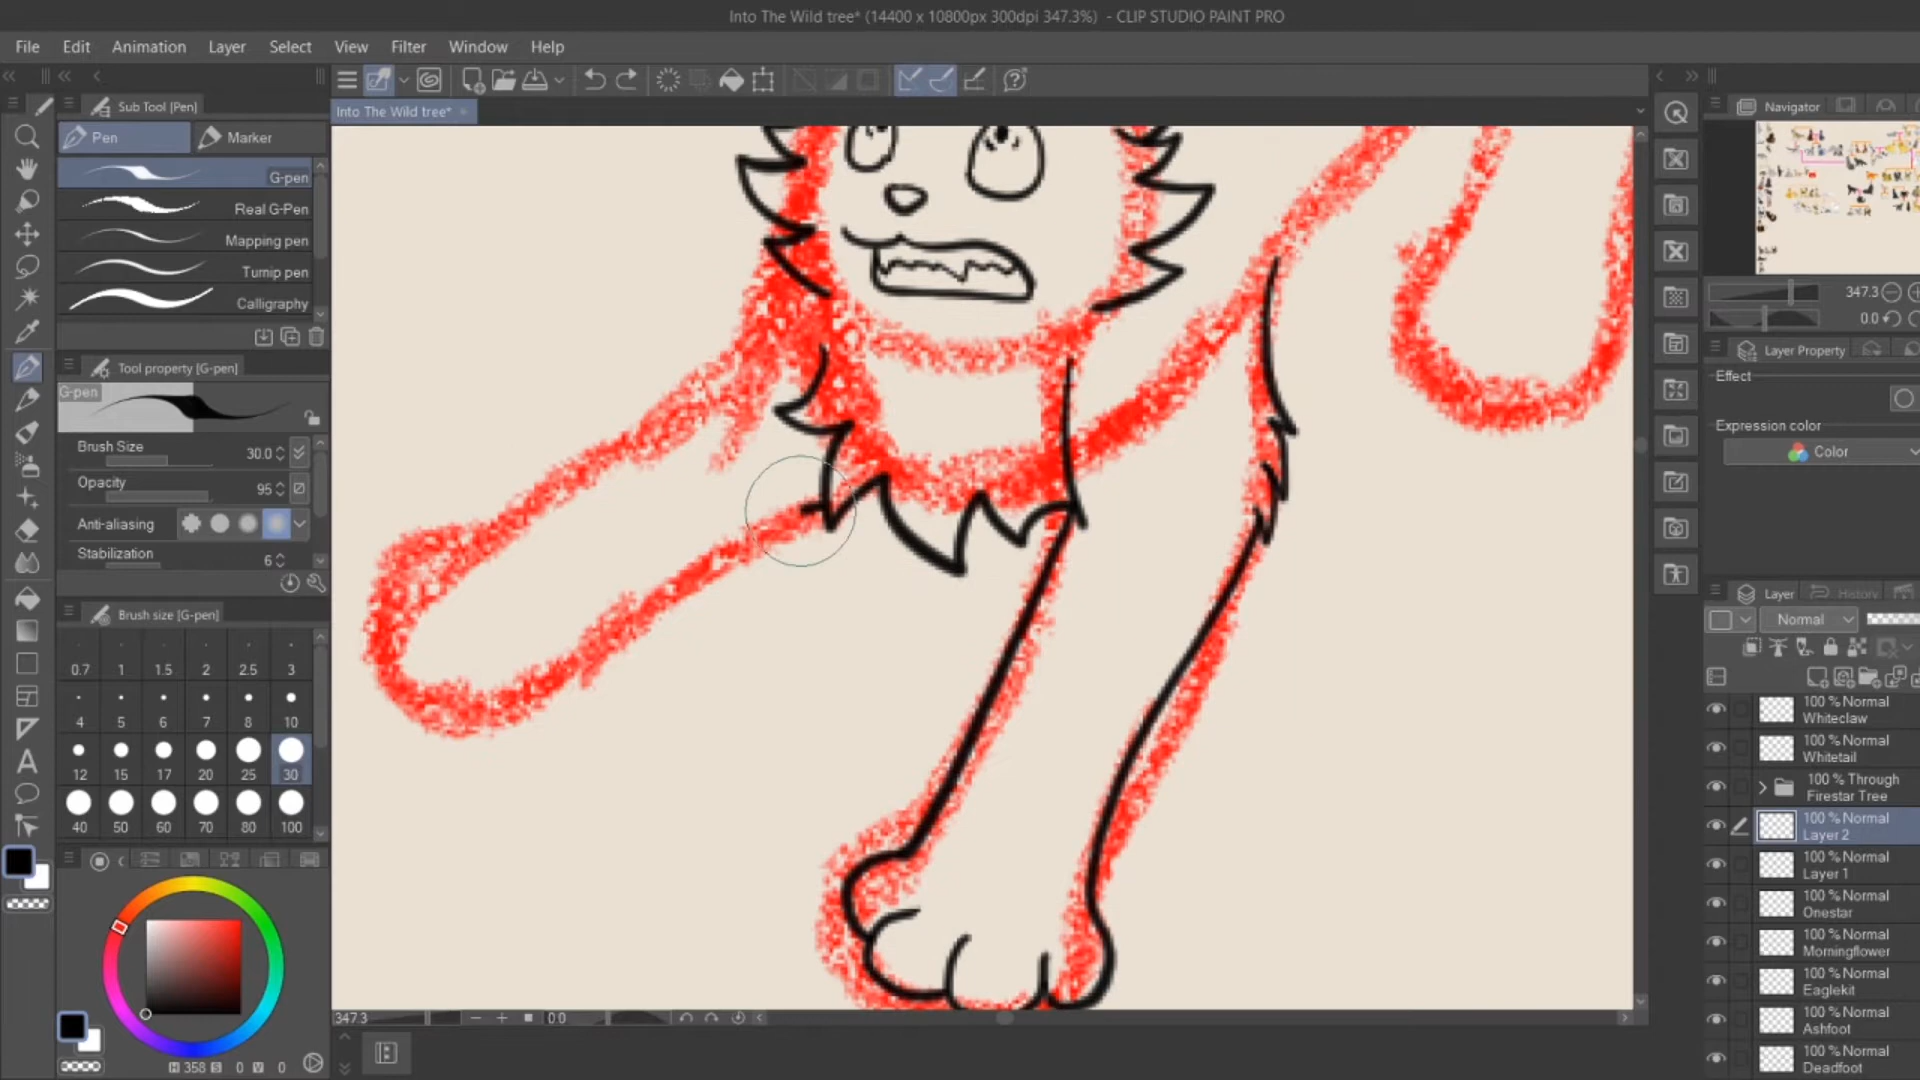 Into The Wild tree* (14400 x 10800px 300dpi 347.3%) - CLIP STUDIO PAINT PRO
File Edit Animation Layer Select View Filter Window Help
Sub Tool [Pen]
Pen Marker
G-pen
Real G-Pen
Mapping pen
Turnip pen
Calligraphy
Tool property [G-pen]
G-pen
Brush Size 30.0
Opacity 95
Anti-aliasing
Stabilization 6
Brush size [G-pen]
0.7 1 1.5 2 2.5 3
4 5 6 7 8 10
12 15 17 20 25 30
40 50 60 70 80 100
H 358 S 0 V 0
Into The Wild tree*
347.3 0.0
Navigator
347.3
0.0
Layer Property
Effect
Expression color
Color
Layer History
Normal
100 % Normal
Whiteclaw
100 % Normal
Whitetail
100 % Through
Firestar Tree
100 % Normal
Layer 2
100 % Normal
Layer 1
100 % Normal
Onestar
100 % Normal
Morningflower
100 % Normal
Eaglekit
100 % Normal
Ashfoot
100 % Normal
Deadfoot